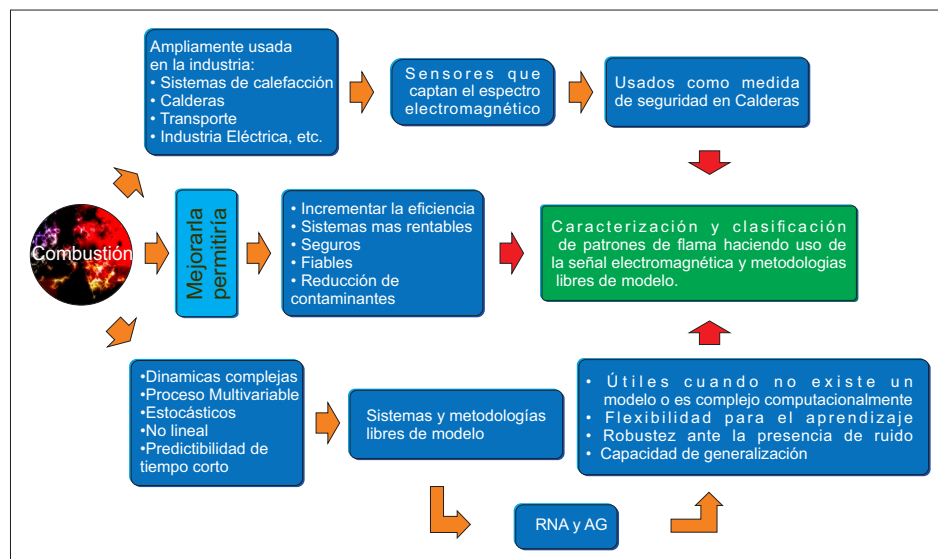 Ampliamente usada
en la industria:
• Sistemas de calefacción
• Calderas
• Transporte
• Industria Eléctrica, etc.
Sensores que
captan el espectro
electromagnético
Usados como medida
de seguridad en Calderas
Combustión
Mejorarla
permitiría
• Incrementar la eficiencia
• Sistemas mas rentables
• Seguros
• Fiables
• Reducción de
contaminantes
Caracterización y clasificación
de patrones de flama haciendo uso de
la señal electromagnética y metodologias
libres de modelo.
•Dinamicas complejas
•Proceso Multivariable
•Estocásticos
•No lineal
•Predictibilidad de
tiempo corto
Sistemas y metodologías
libres de modelo
• Útiles cuando no existe un
modelo o es complejo computacionalmente
• Flexibilidad para el aprendizaje
• Robustez ante la presencia de ruido
• Capacidad de generalización
RNA y AG